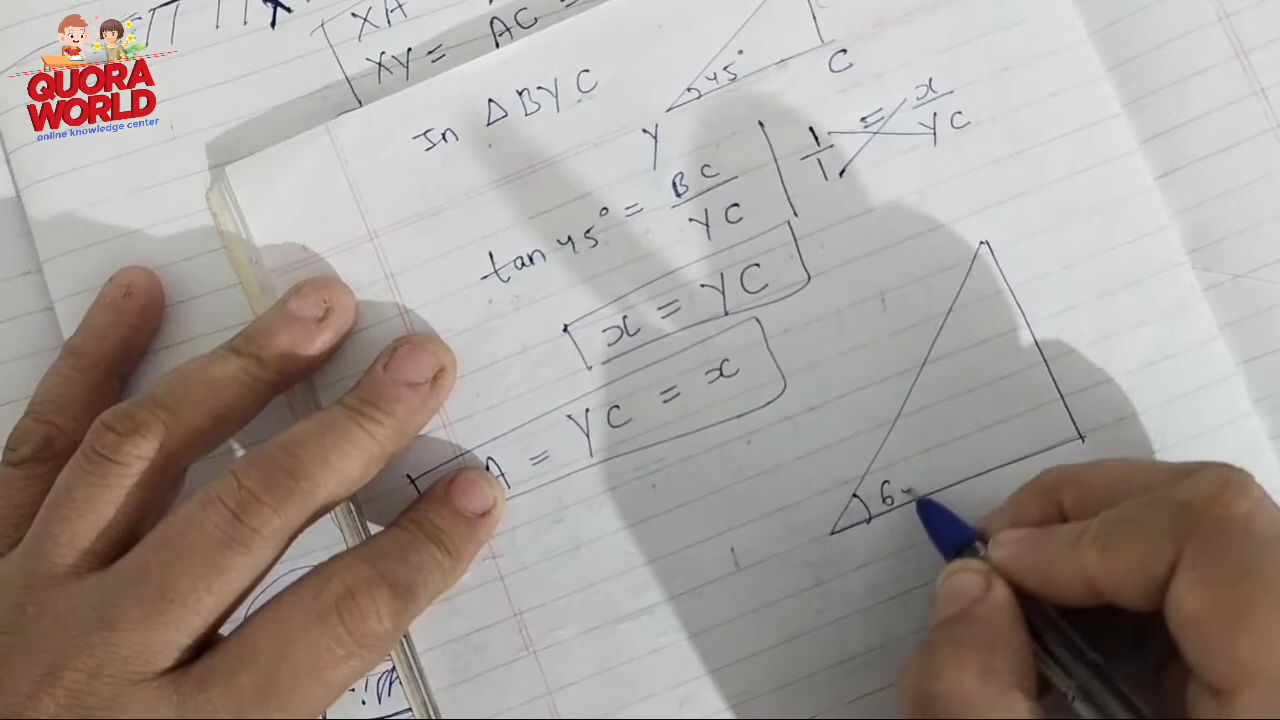 QUORA
WORLD
online knowledge center
XA
XY = AC =
In △BYC
45°
Y
C
tan 45° = BC/YC
1/1 = x/YC
x = YC
A = YC = x
6